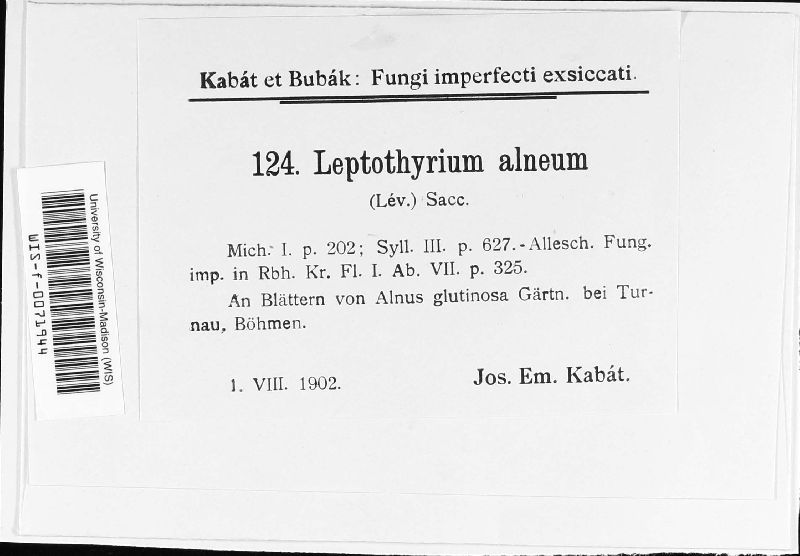 Kabát et Bubák: Fungi imperfecti exsiccati.
124. Leptothyrium alneum
(Lév.) Sacc.
Mich. I. p. 202; Syll. III. p. 627.-Allesch. Fung.
imp. in Rbh. Kr. Fl. I. Ab. VII. p. 325.
An Blättern von Alnus glutinosa Gärtn. bei Tur-
nau, Böhmen.
1. VIII. 1902.
Jos. Em. Kabát.
University of Wisconsin-Madison (WIS)
WIS-f-0071944